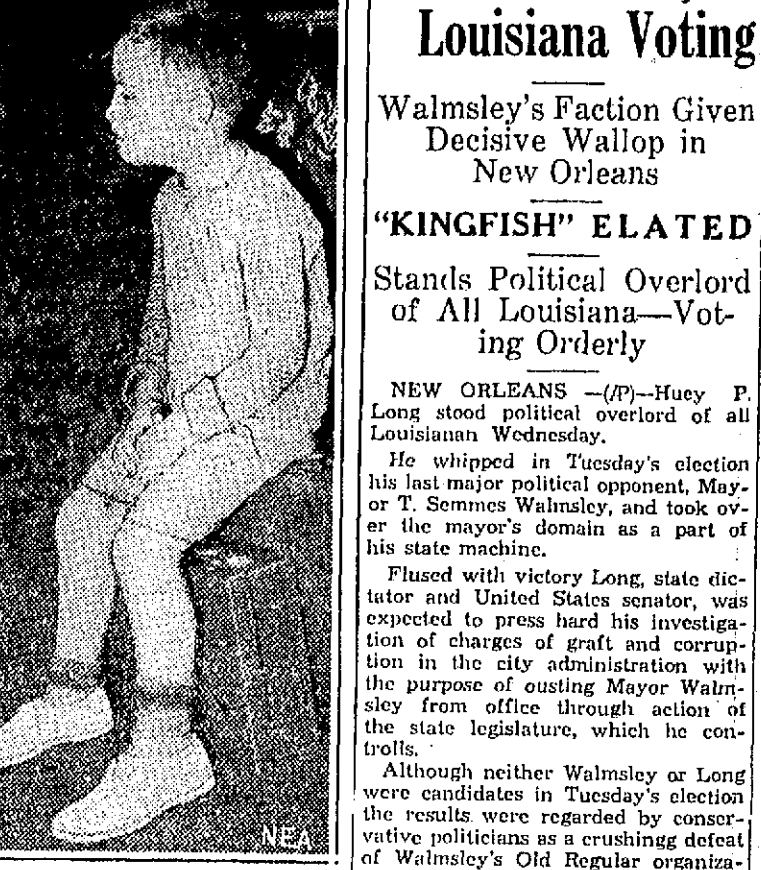 Louisiana Voting
Walmsley's Faction Given
Decisive Wallop in
New Orleans
"KINGFISH" ELATED
Stands Political Overlord
of All Louisiana—Vot-
ing Orderly
NEW ORLEANS —(/P)—Huey P.
Long stood political overlord of all
Louisianan Wednesday.
He whipped in Tuesday's election
his last major political opponent, May-
or T. Semmes Walmsley, and took ov-
er the mayor's domain as a part of
his state machine.
Flused with victory Long, state dic-
tator and United States senator, was
expected to press hard his investiga-
tion of charges of graft and corrup-
tion in the city administration with
the purpose of ousting Mayor Walm-
sley from office through action of
the state legislature, which he con-
trolls.
Although neither Walmsley or Long
were candidates in Tuesday's election
the results were regarded by conser-
vative politicians as a crushingg defeat
of Walmsley's Old Regular organiza-
NEA